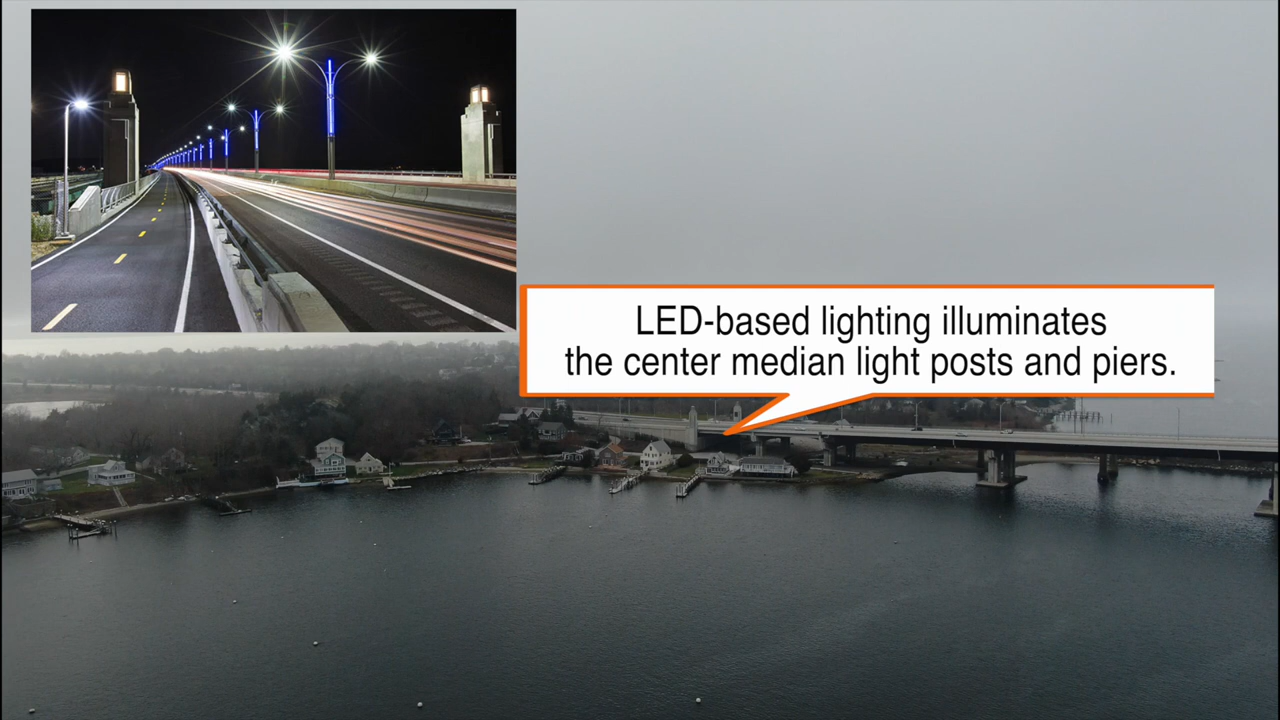 LED-based lighting illuminates
the center median light posts and piers.